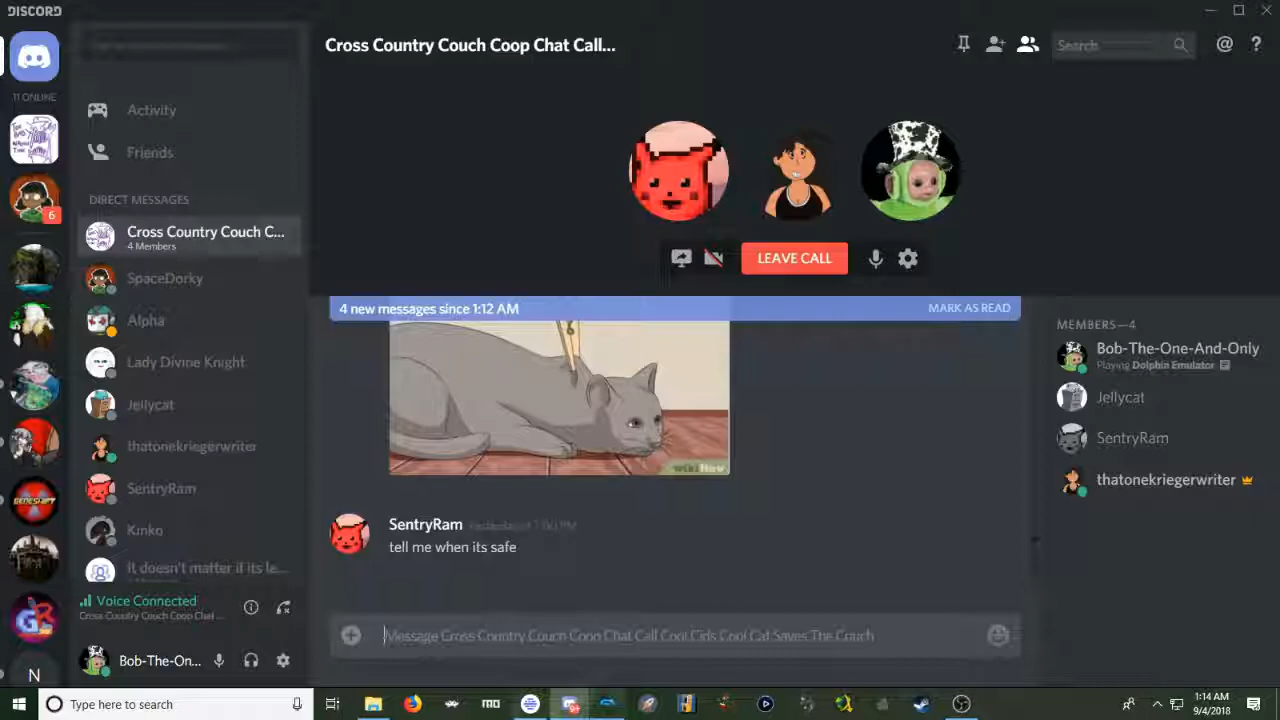 DISCORD
Cross Country Couch Coop Chat Call...
Search
11 ONLINE
Activity
Friends
DIRECT MESSAGES
Cross Country Couch C...
4 Members
SpaceDorky
Alpha
Lady Divine Knight
Jellycat
thatonekriegerwriter
SentryRam
Kinko
It doesn't matter if its le...
6
LEAVE CALL
4 new messages since 1:12 AM
MARK AS READ
wikiHow
SentryRam
tell me when its safe
MEMBERS—4
Bob-The-One-And-Only
Playing Dolphin Emulator
Jellycat
SentryRam
thatonekriegerwriter
Voice Connected
Cross Country Couch Coop Chat ...
Bob-The-On...
Message Cross Country Couch Coop Chat Call Cool Cids Cool Cat Saves The Crauch
N
Type here to search
1:14 AM
9/4/2018